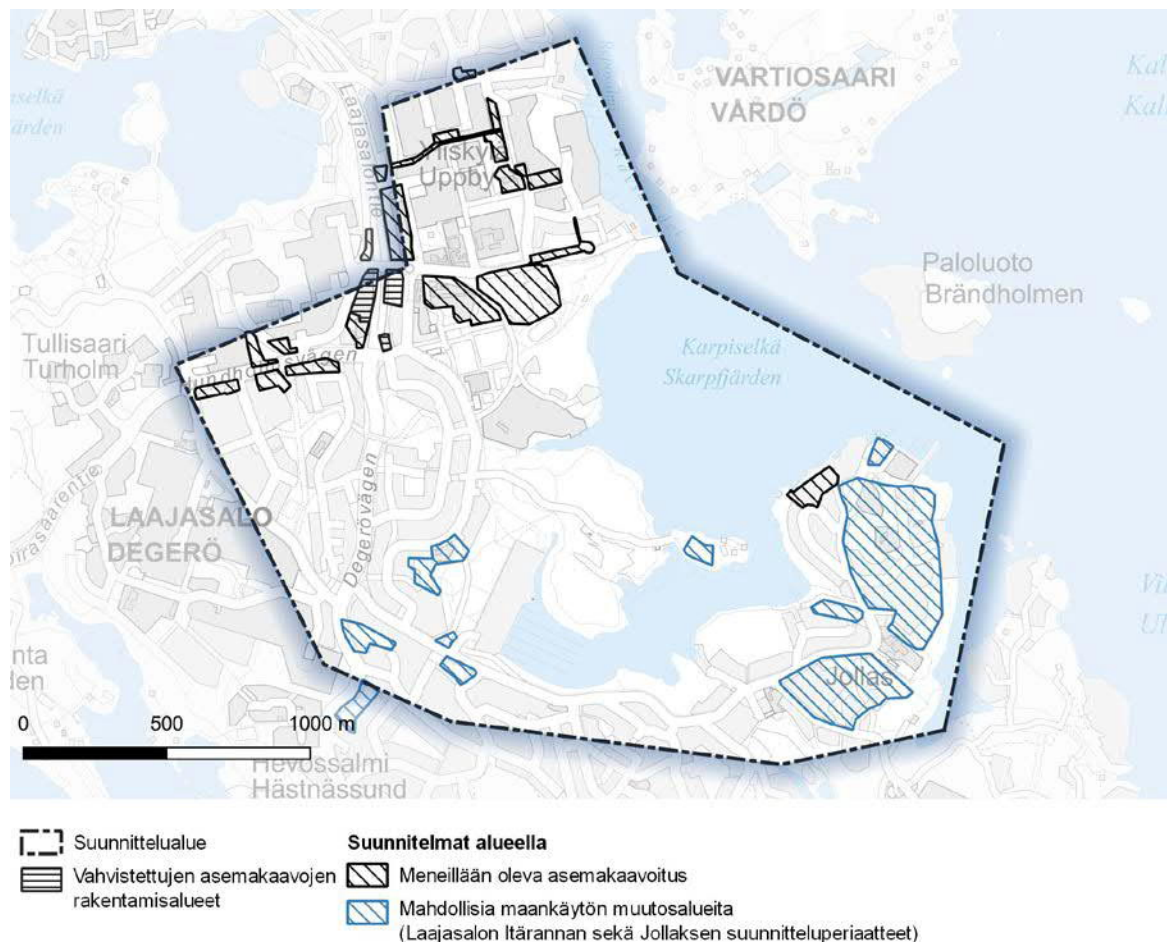 VARTIOSAARI
VÅRDÖ
Laajasalontie
Uppby
Paloluoto
Brändholmen
Tullisaari
Turholm
Karpiselkä
Skarpfjärden
Degerövägen
LAAJASALO
DEGERÖ
Jollas
0 500 1000 m
Hevossalmi
Hästnässund
Suunnittelualue
Vahvistettujen asemakaavojen
rakentamisalueet
Suunnitelmat alueella
Meneillään oleva asemakaavoitus
Mahdollisia maankäytön muutosalueita
(Laajasalon Itärannan sekä Jollaksen suunnitteluperiaatteet)